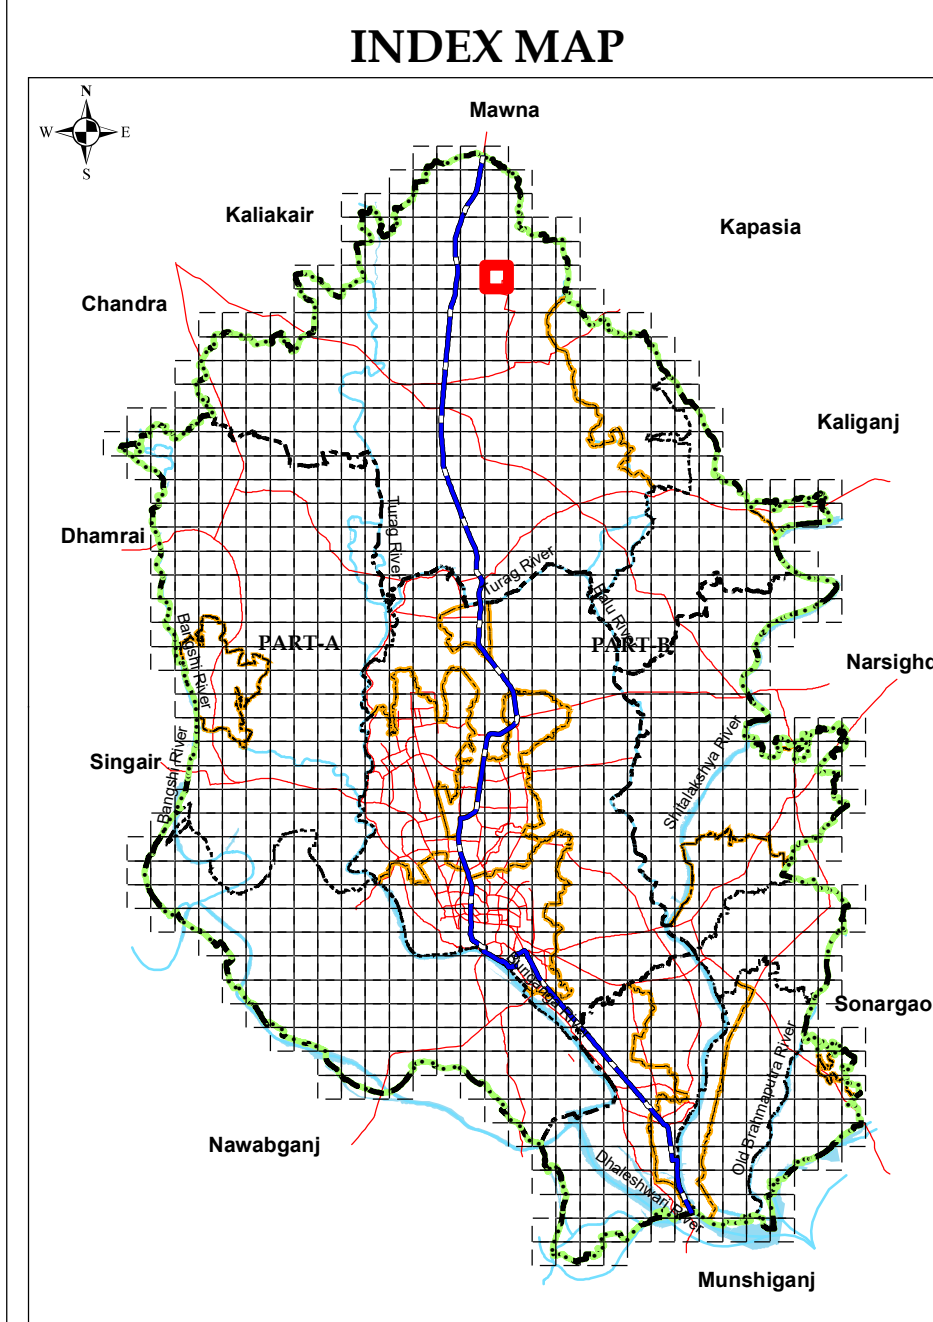 INDEX MAP
N
W E
S
Mawna
Kaliakair
Kapasia
Chandra
Kaliganj
Dhamrai
Turag River
Turag River
Balu River
Bangshi River
PART-A
PART-B
Narsighd
Singair
Bangshi River
Shitalakshya River
Buriganga River
Sonargao
Old Brahmaputra River
Nawabganj
Dhaleshwari River
Munshiganj